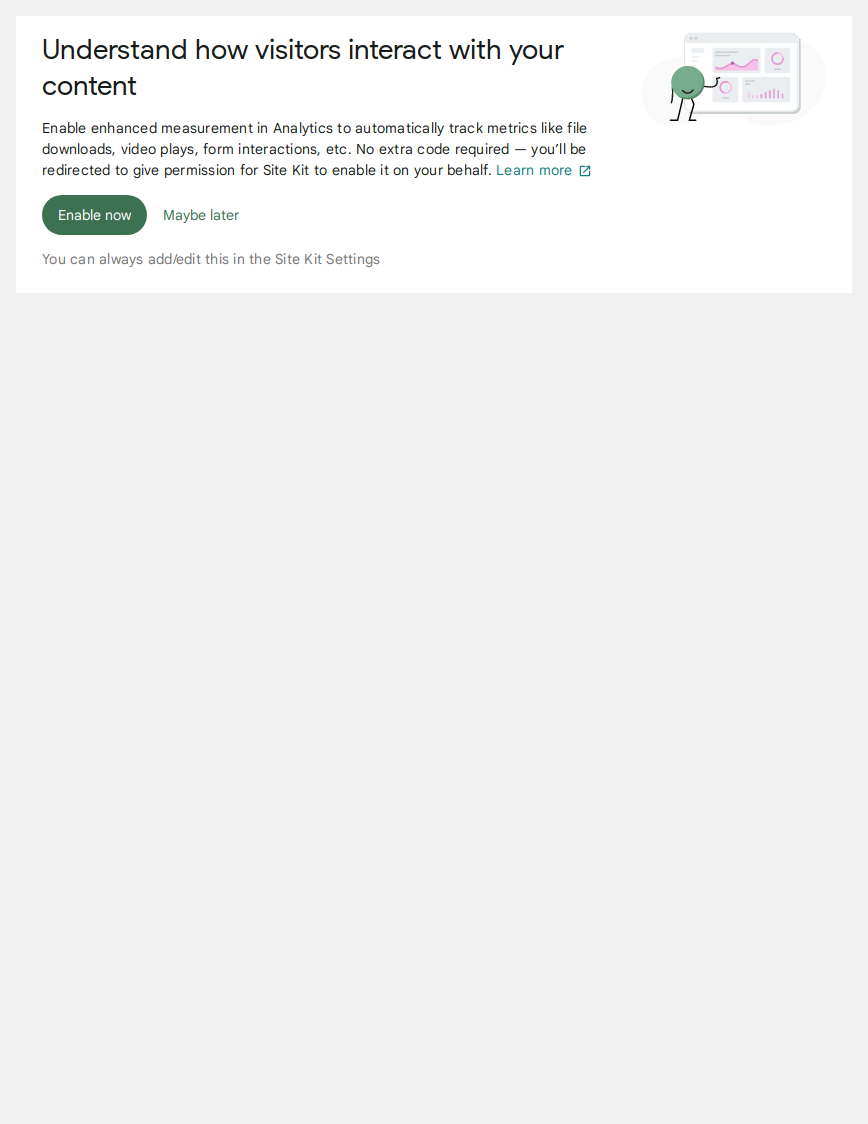 Understand how visitors interact with your
content
Enable enhanced measurement in Analytics to automatically track metrics like file
downloads, video plays, form interactions, etc. No extra code required — you’ll be
redirected to give permission for Site Kit to enable it on your behalf. Learn more
Enable now
Maybe later
You can always add/edit this in the Site Kit Settings